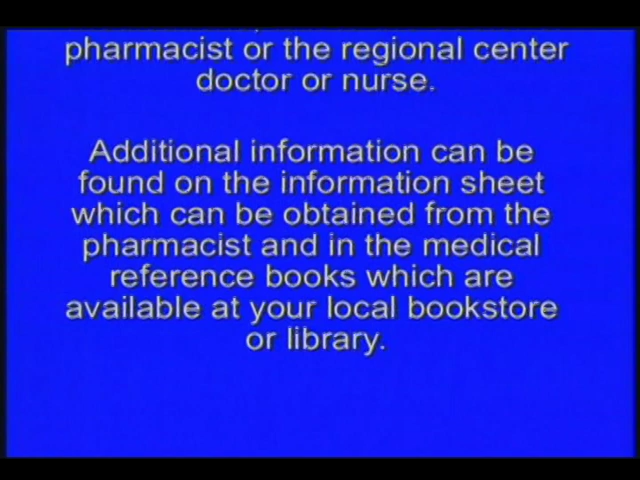 pharmacist or the regional center
doctor or nurse.
Additional information can be
found on the information sheet
which can be obtained from the
pharmacist and in the medical
reference books which are
available at your local bookstore
or library.